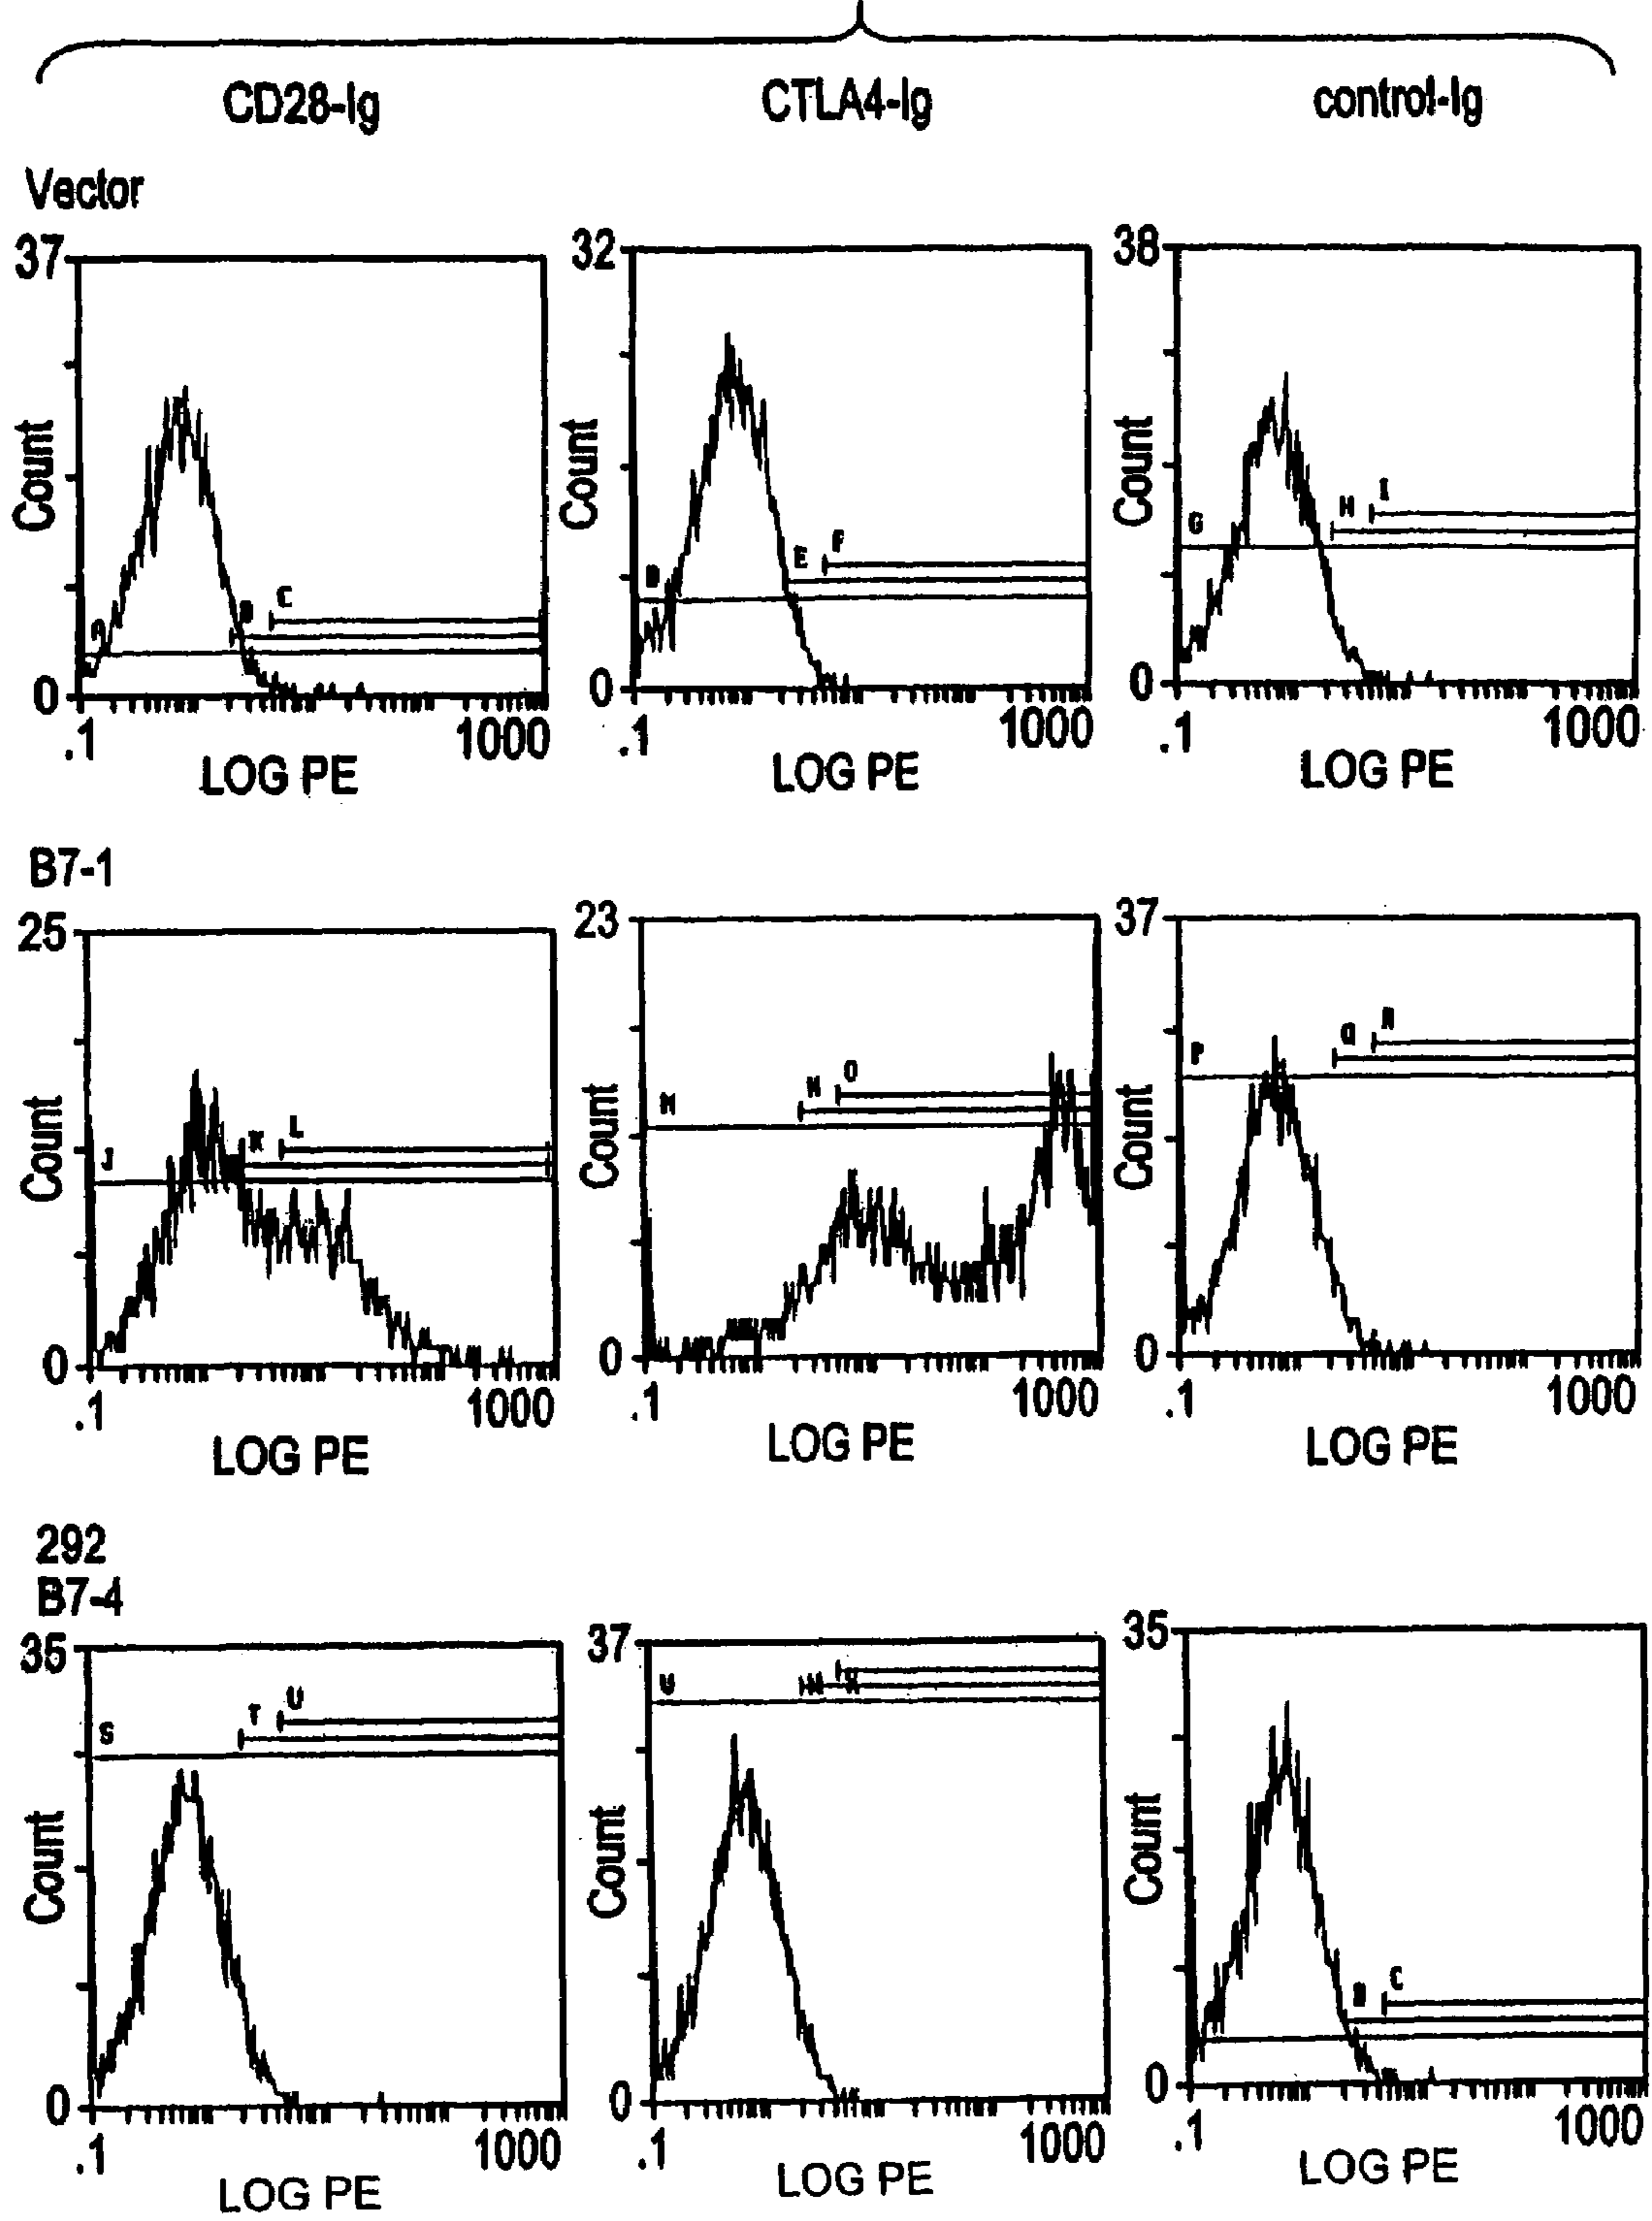 CD28-Ig CTLA4-Ig control-Ig
Vector
37 32 38
Count Count Count
A B C
D E F
G H I
0 0 0
.1 1000 .1 1000 .1 1000
LOG PE LOG PE LOG PE
B7-1
25 23 37
Count Count Count
J K L
M N O
P Q
0 0 0
.1 1000 .1 1000 .1 1000
LOG PE LOG PE LOG PE
292
B7-4
35 37 35
Count Count Count
S T U
C
0 0 0
.1 1000 .1 1000 .1 1000
LOG PE LOG PE LOG PE